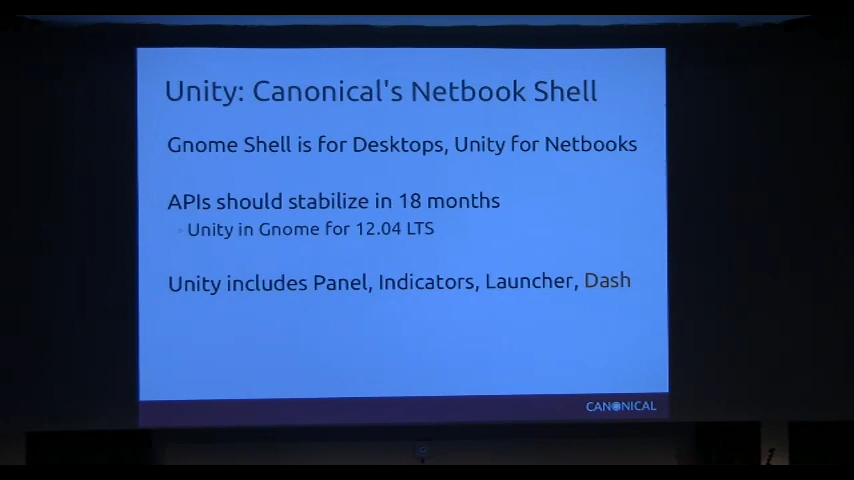 Unity: Canonical's Netbook Shell
Gnome Shell is for Desktops, Unity for Netbooks
APIs should stabilize in 18 months
Unity in Gnome for 12.04 LTS
Unity includes Panel, Indicators, Launcher, Dash
CANONICAL